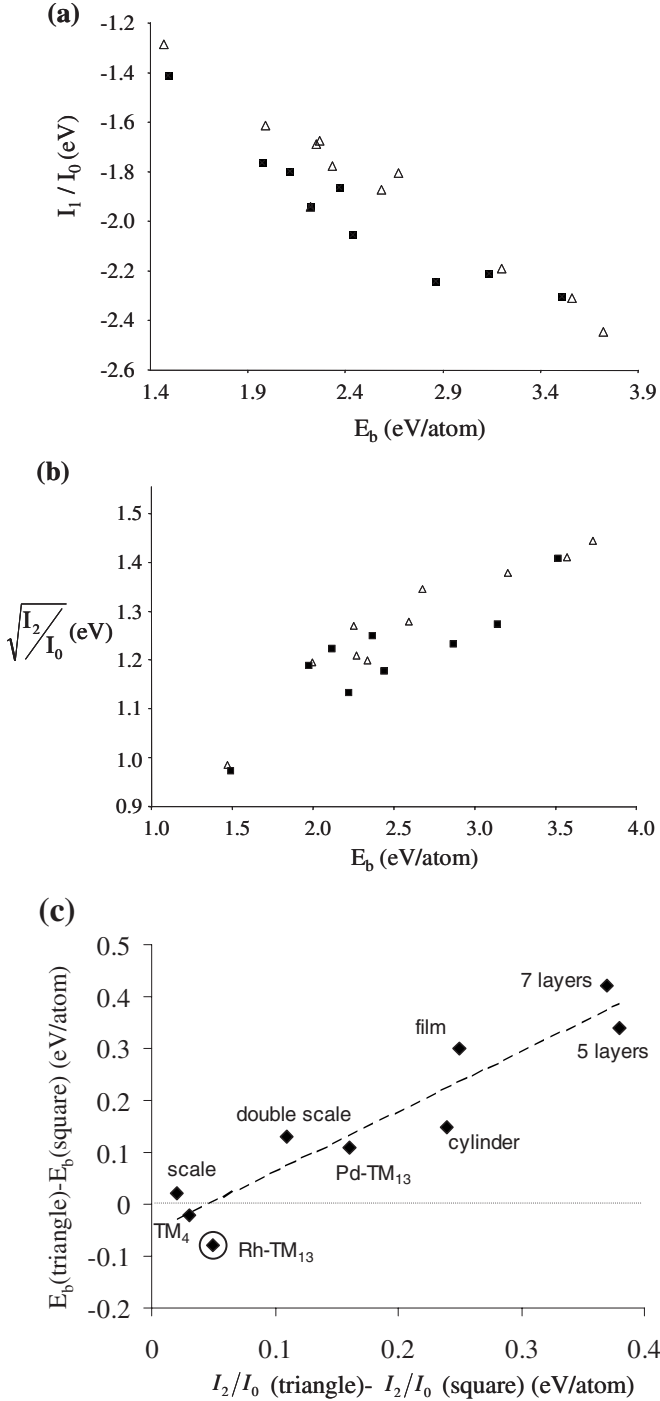 (a)
-1.2
-1.4
-1.6
-1.8
-2.0
-2.2
-2.4
-2.6
I₁ / I₀ (eV)
1.4 1.9 2.4 2.9 3.4 3.9
E_b (eV/atom)
(b)
1.5
1.4
1.3
1.2
1.1
1.0
0.9
√I₂/I₀ (eV)
1.0 1.5 2.0 2.5 3.0 3.5 4.0
E_b (eV/atom)
(c)
E_b(triangle)-E_b(square) (eV/atom)
0.5
0.4
0.3
0.2
0.1
0
-0.1
-0.2
7 layers
film
5 layers
double scale
cylinder
scale
Pd-TM₁₃
TM₄
Rh-TM₁₃
0 0.1 0.2 0.3 0.4
I₂/I₀ (triangle)- I₂/I₀ (square) (eV/atom)